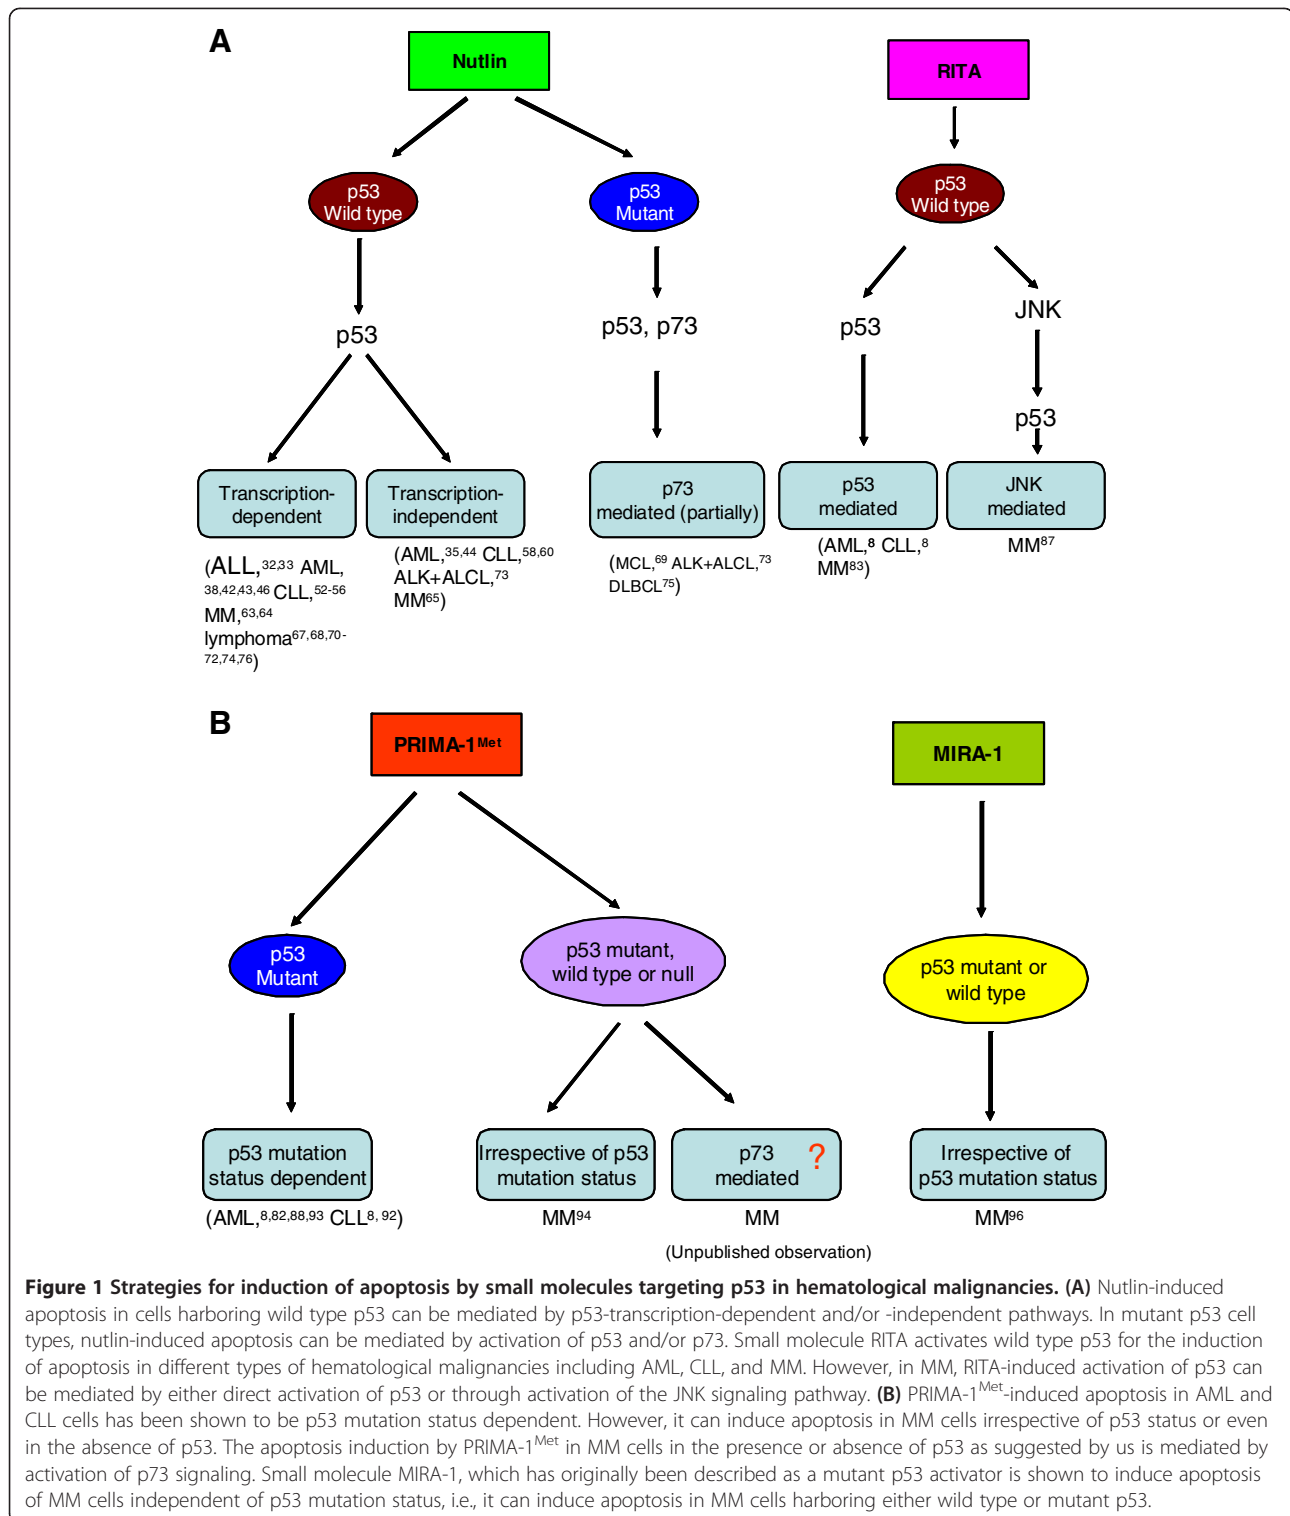 A
Nutlin
RITA
p53
Wild type
p53
Mutant
p53
Wild type
p53
p53, p73
p53
JNK
p53
Transcription-
dependent
Transcription-
independent
p73
mediated (partially)
p53
mediated
JNK
mediated
(ALL,32,33 AML,
38,42,43,46 CLL,52-56
MM,63,64
lymphoma67,68,70-
72,74,76)
(AML,35,44 CLL,58,60
ALK+ALCL,73
MM65)
(MCL,69 ALK+ALCL,73
DLBCL75)
(AML,8 CLL,8
MM83)
MM87
B
PRIMA-1Met
MIRA-1
p53
Mutant
p53 mutant,
wild type or null
p53 mutant or
wild type
p53 mutation
status dependent
Irrespective of p53
mutation status
p73
mediated
?
Irrespective of
p53 mutation status
(AML,8,82,88,93 CLL8, 92)
MM94
MM
(Unpublished observation)
MM96
Figure 1 Strategies for induction of apoptosis by small molecules targeting p53 in hematological malignancies. (A) Nutlin-induced
apoptosis in cells harboring wild type p53 can be mediated by p53-transcription-dependent and/or -independent pathways. In mutant p53 cell
types, nutlin-induced apoptosis can be mediated by activation of p53 and/or p73. Small molecule RITA activates wild type p53 for the induction
of apoptosis in different types of hematological malignancies including AML, CLL, and MM. However, in MM, RITA-induced activation of p53 can
be mediated by either direct activation of p53 or through activation of the JNK signaling pathway. (B) PRIMA-1Met-induced apoptosis in AML and
CLL cells has been shown to be p53 mutation status dependent. However, it can induce apoptosis in MM cells irrespective of p53 status or even
in the absence of p53. The apoptosis induction by PRIMA-1Met in MM cells in the presence or absence of p53 as suggested by us is mediated by
activation of p73 signaling. Small molecule MIRA-1, which has originally been described as a mutant p53 activator is shown to induce apoptosis
of MM cells independent of p53 mutation status, i.e., it can induce apoptosis in MM cells harboring either wild type or mutant p53.